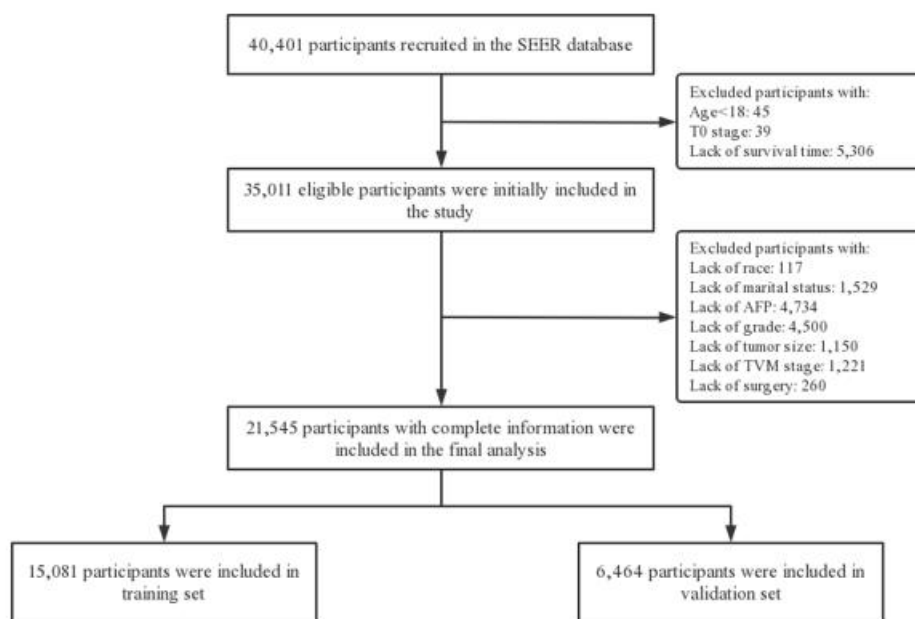 40,401 participants recruited in the SEER database
Excluded participants with:
Age<18: 45
T0 stage: 39
Lack of survival time: 5,306
35,011 eligible participants were initially included in
the study
Excluded participants with:
Lack of race: 117
Lack of marital status: 1,529
Lack of AFP: 4,734
Lack of grade: 4,500
Lack of tumor size: 1,150
Lack of TVM stage: 1,221
Lack of surgery: 260
21,545 participants with complete information were
included in the final analysis
15,081 participants were included in
training set
6,464 participants were included in
validation set